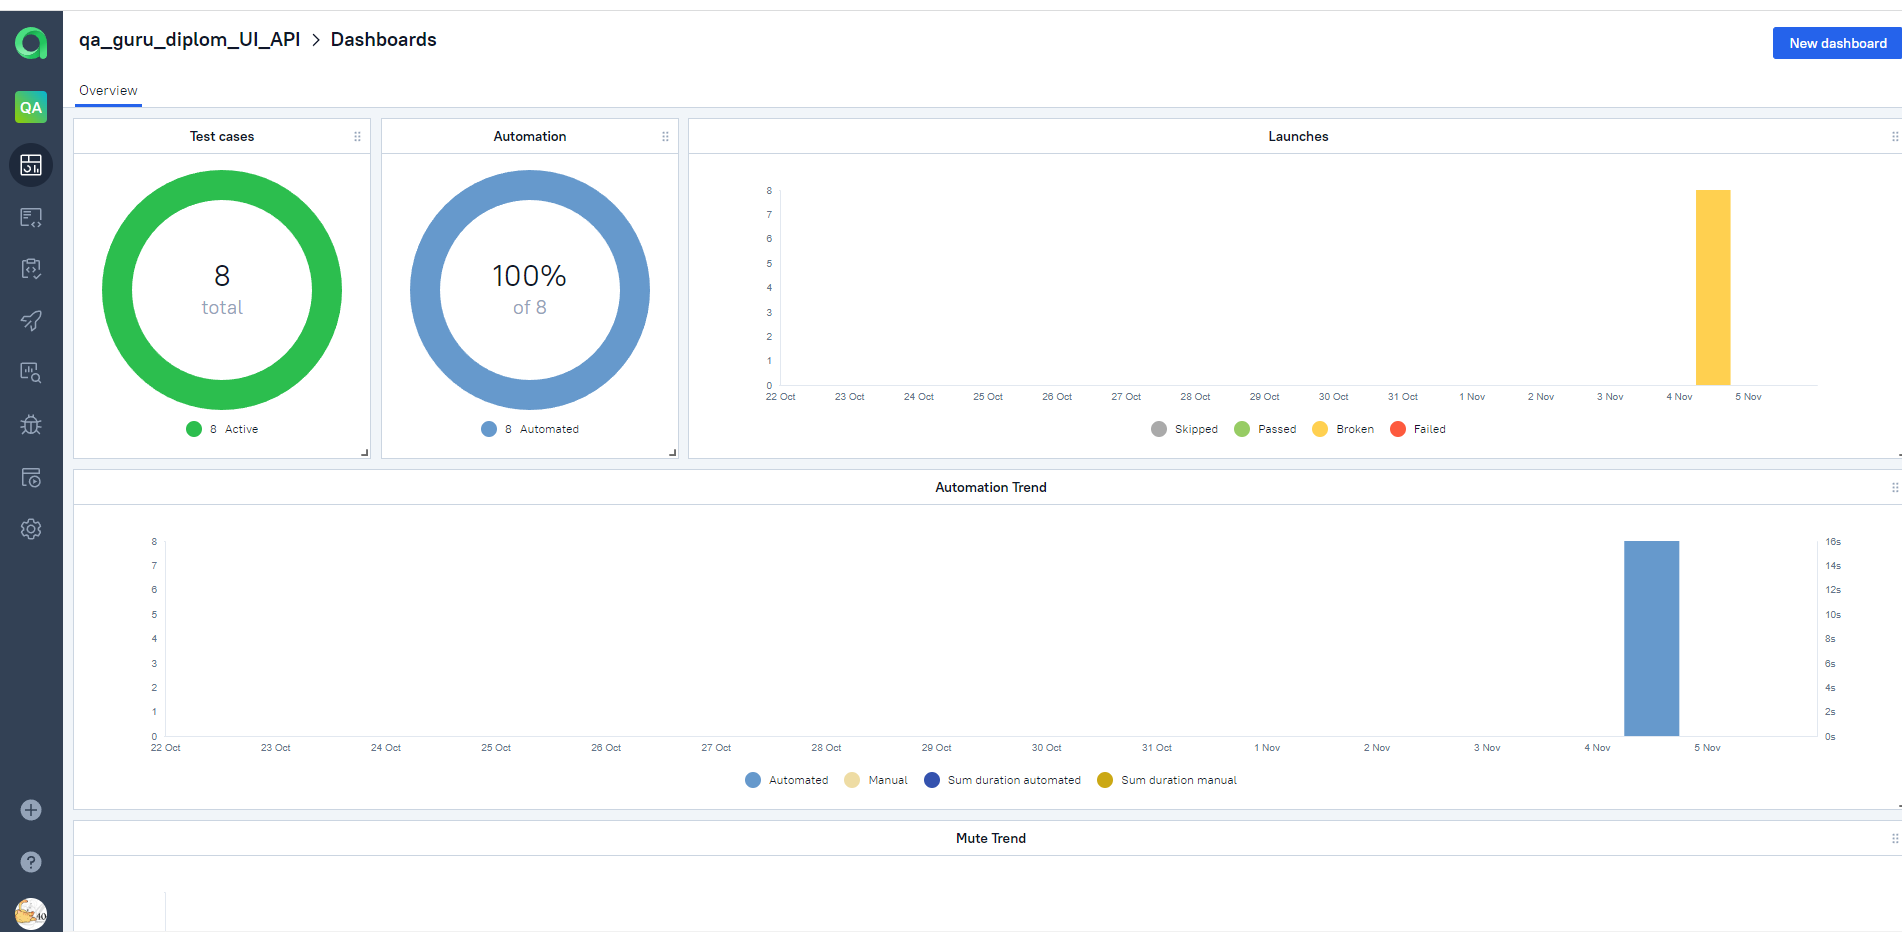 qa_guru_diplom_UI_API > Dashboards
New dashboard
QA
Overview
Test cases
8
total
8 Active
Automation
100%
of 8
8 Automated
Launches
8
7
6
5
4
3
2
1
0
22 Oct 23 Oct 24 Oct 25 Oct 26 Oct 27 Oct 28 Oct 29 Oct 30 Oct 31 Oct 1 Nov 2 Nov 3 Nov 4 Nov 5 Nov
Skipped Passed Broken Failed
Automation Trend
8 16s
7 14s
6 12s
5 10s
4 8s
3 6s
2 4s
1 2s
0 0s
22 Oct 23 Oct 24 Oct 25 Oct 26 Oct 27 Oct 28 Oct 29 Oct 30 Oct 31 Oct 1 Nov 2 Nov 3 Nov 4 Nov 5 Nov
Automated Manual Sum duration automated Sum duration manual
Mute Trend